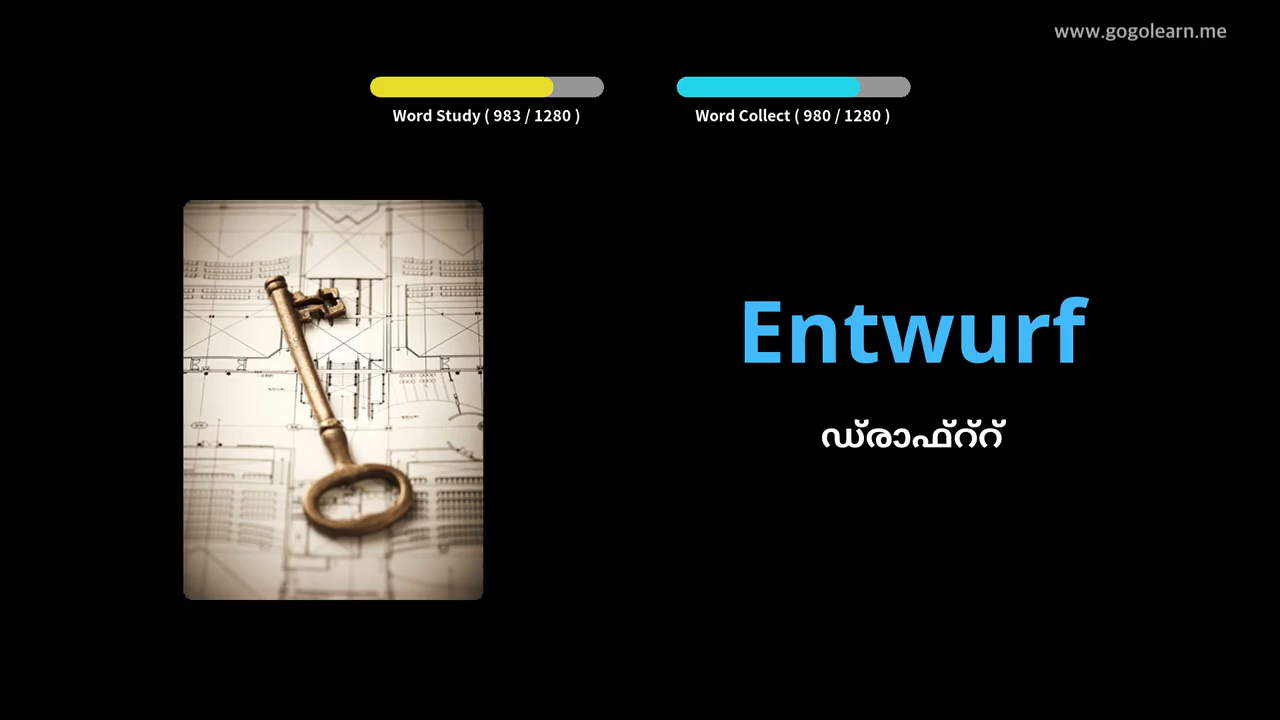 www.gogolearn.me
Word Study ( 983 / 1280 )
Word Collect ( 980 / 1280 )
Entwurf
ഡ്രാഫ്റ്റ്